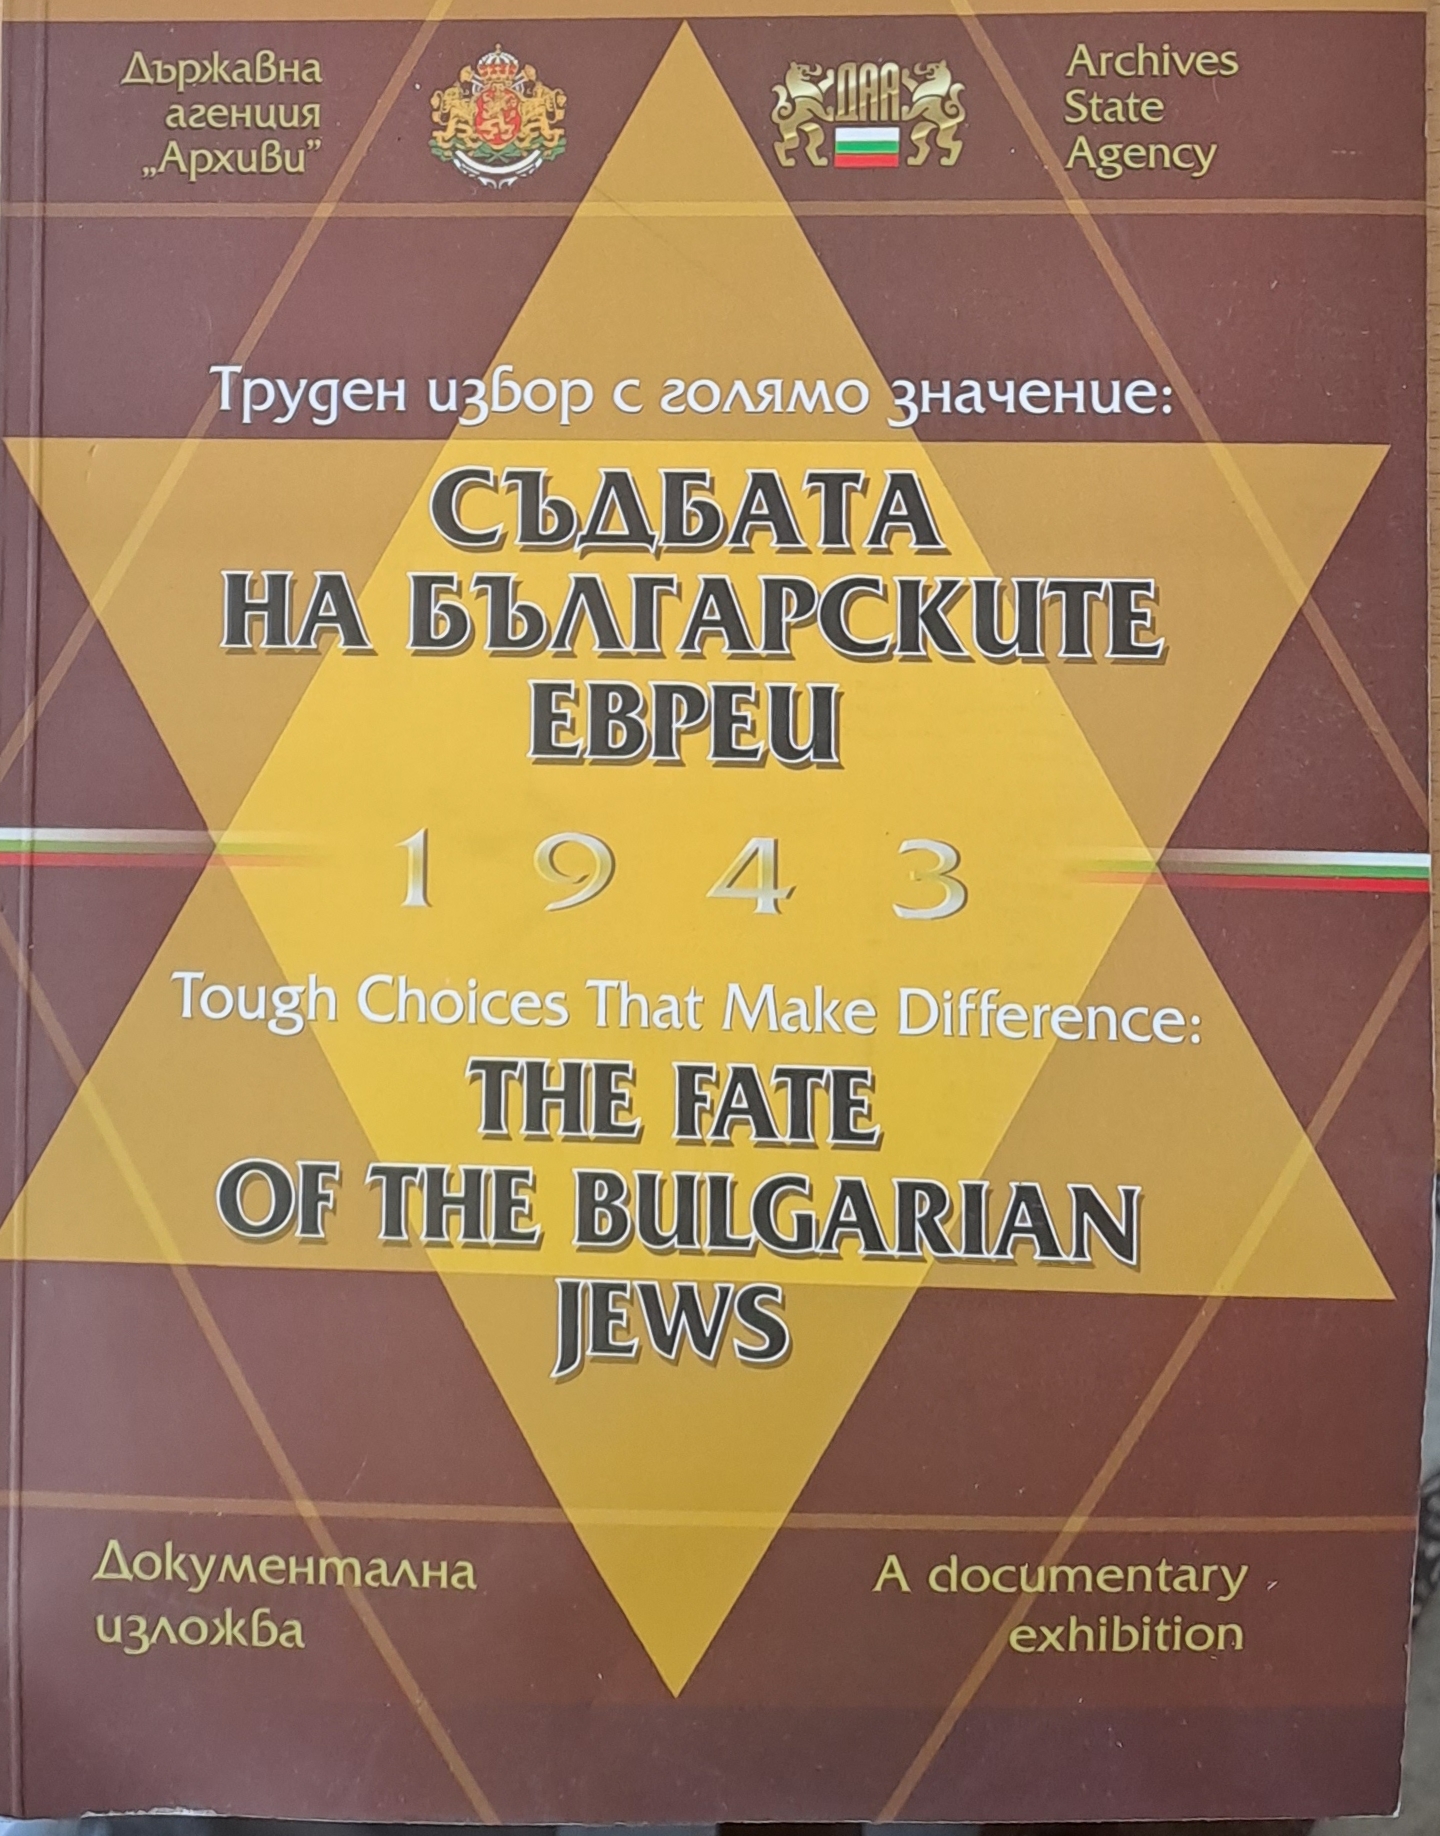 Държавна
агенция
„Архиви”
ДАА
Archives
State
Agency
Труден избор с голямо значение:
СЪДБАТА
НА БЪЛГАРСКИТЕ
ЕВРЕИ
1943
Tough Choices That Make Difference:
THE FATE
OF THE BULGARIAN
JEWS
Документална
изложба
A documentary
exhibition